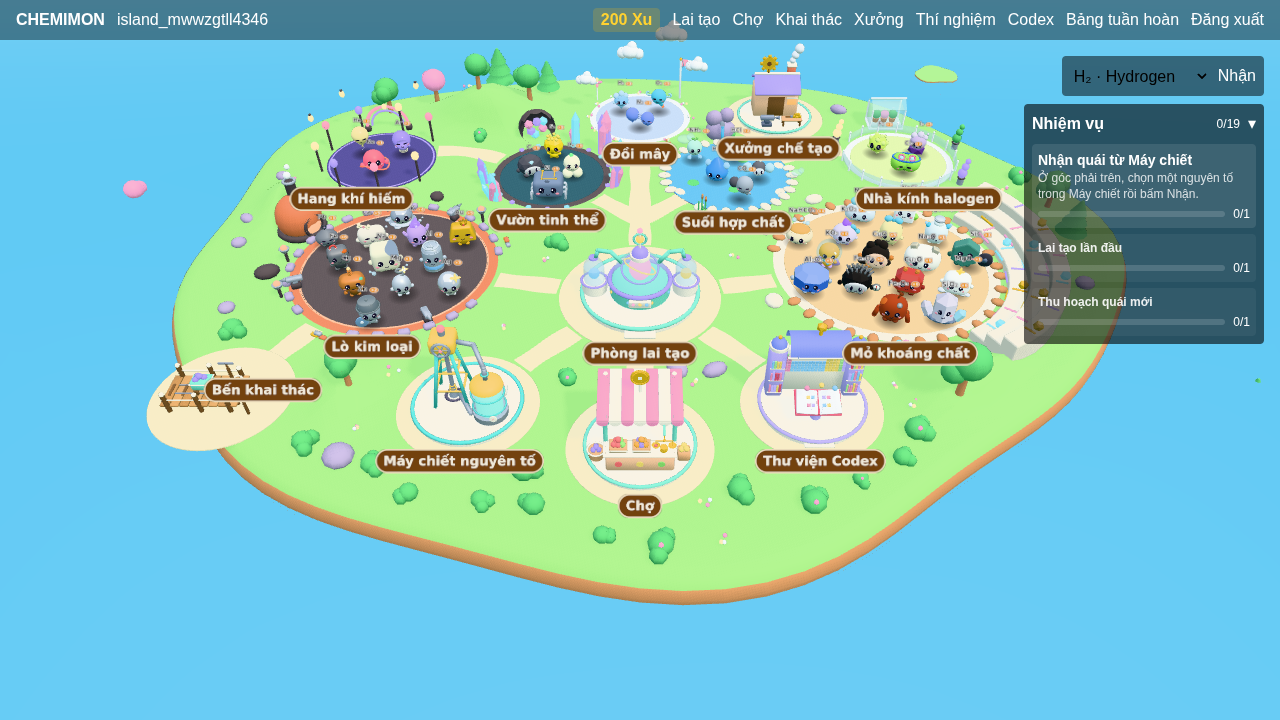 CHEMIMON island_mwwzgtll4346 200 Xu Lai tạo Chợ Khai thác Xưởng Thí nghiệm Codex Bảng tuần hoàn Đăng xuất
H₂ · Hydrogen Nhận
Nhiệm vụ 0/19 ▾
Nhận quái từ Máy chiết
Ở góc phải trên, chọn một nguyên tố
trong Máy chiết rồi bấm Nhận.
0/1
Lai tạo lần đầu
0/1
Thu hoạch quái mới
0/1
Đồi mây
Xưởng chế tạo
Hang khí hiếm
Vườn tinh thể
Suối hợp chất
Nhà kính halogen
Lò kim loại
Phòng lai tạo
Mỏ khoáng chất
Bến khai thác
Máy chiết nguyên tố
Thư viện Codex
Chợ